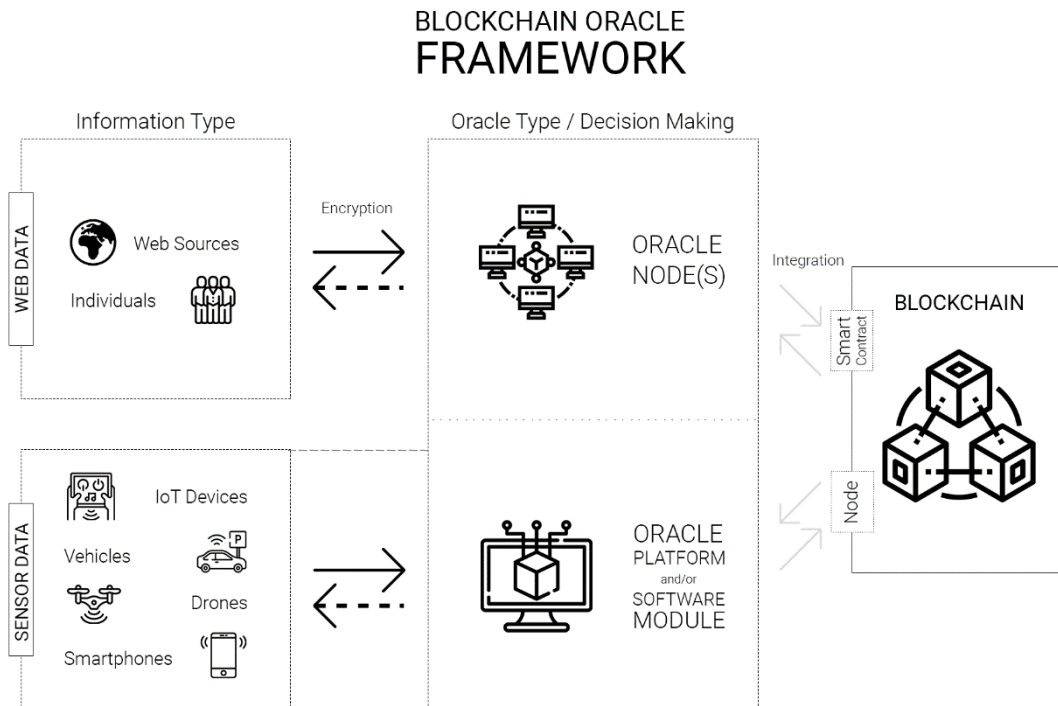 BLOCKCHAIN ORACLE
FRAMEWORK
Information Type
Oracle Type / Decision Making
WEB DATA
Web Sources
Individuals
Encryption
ORACLE
NODE(S)
Integration
BLOCKCHAIN
Smart
Contract
Node
SENSOR DATA
IoT Devices
Vehicles
P
Drones
Smartphones
ORACLE
PLATFORM
and/or
SOFTWARE
MODULE